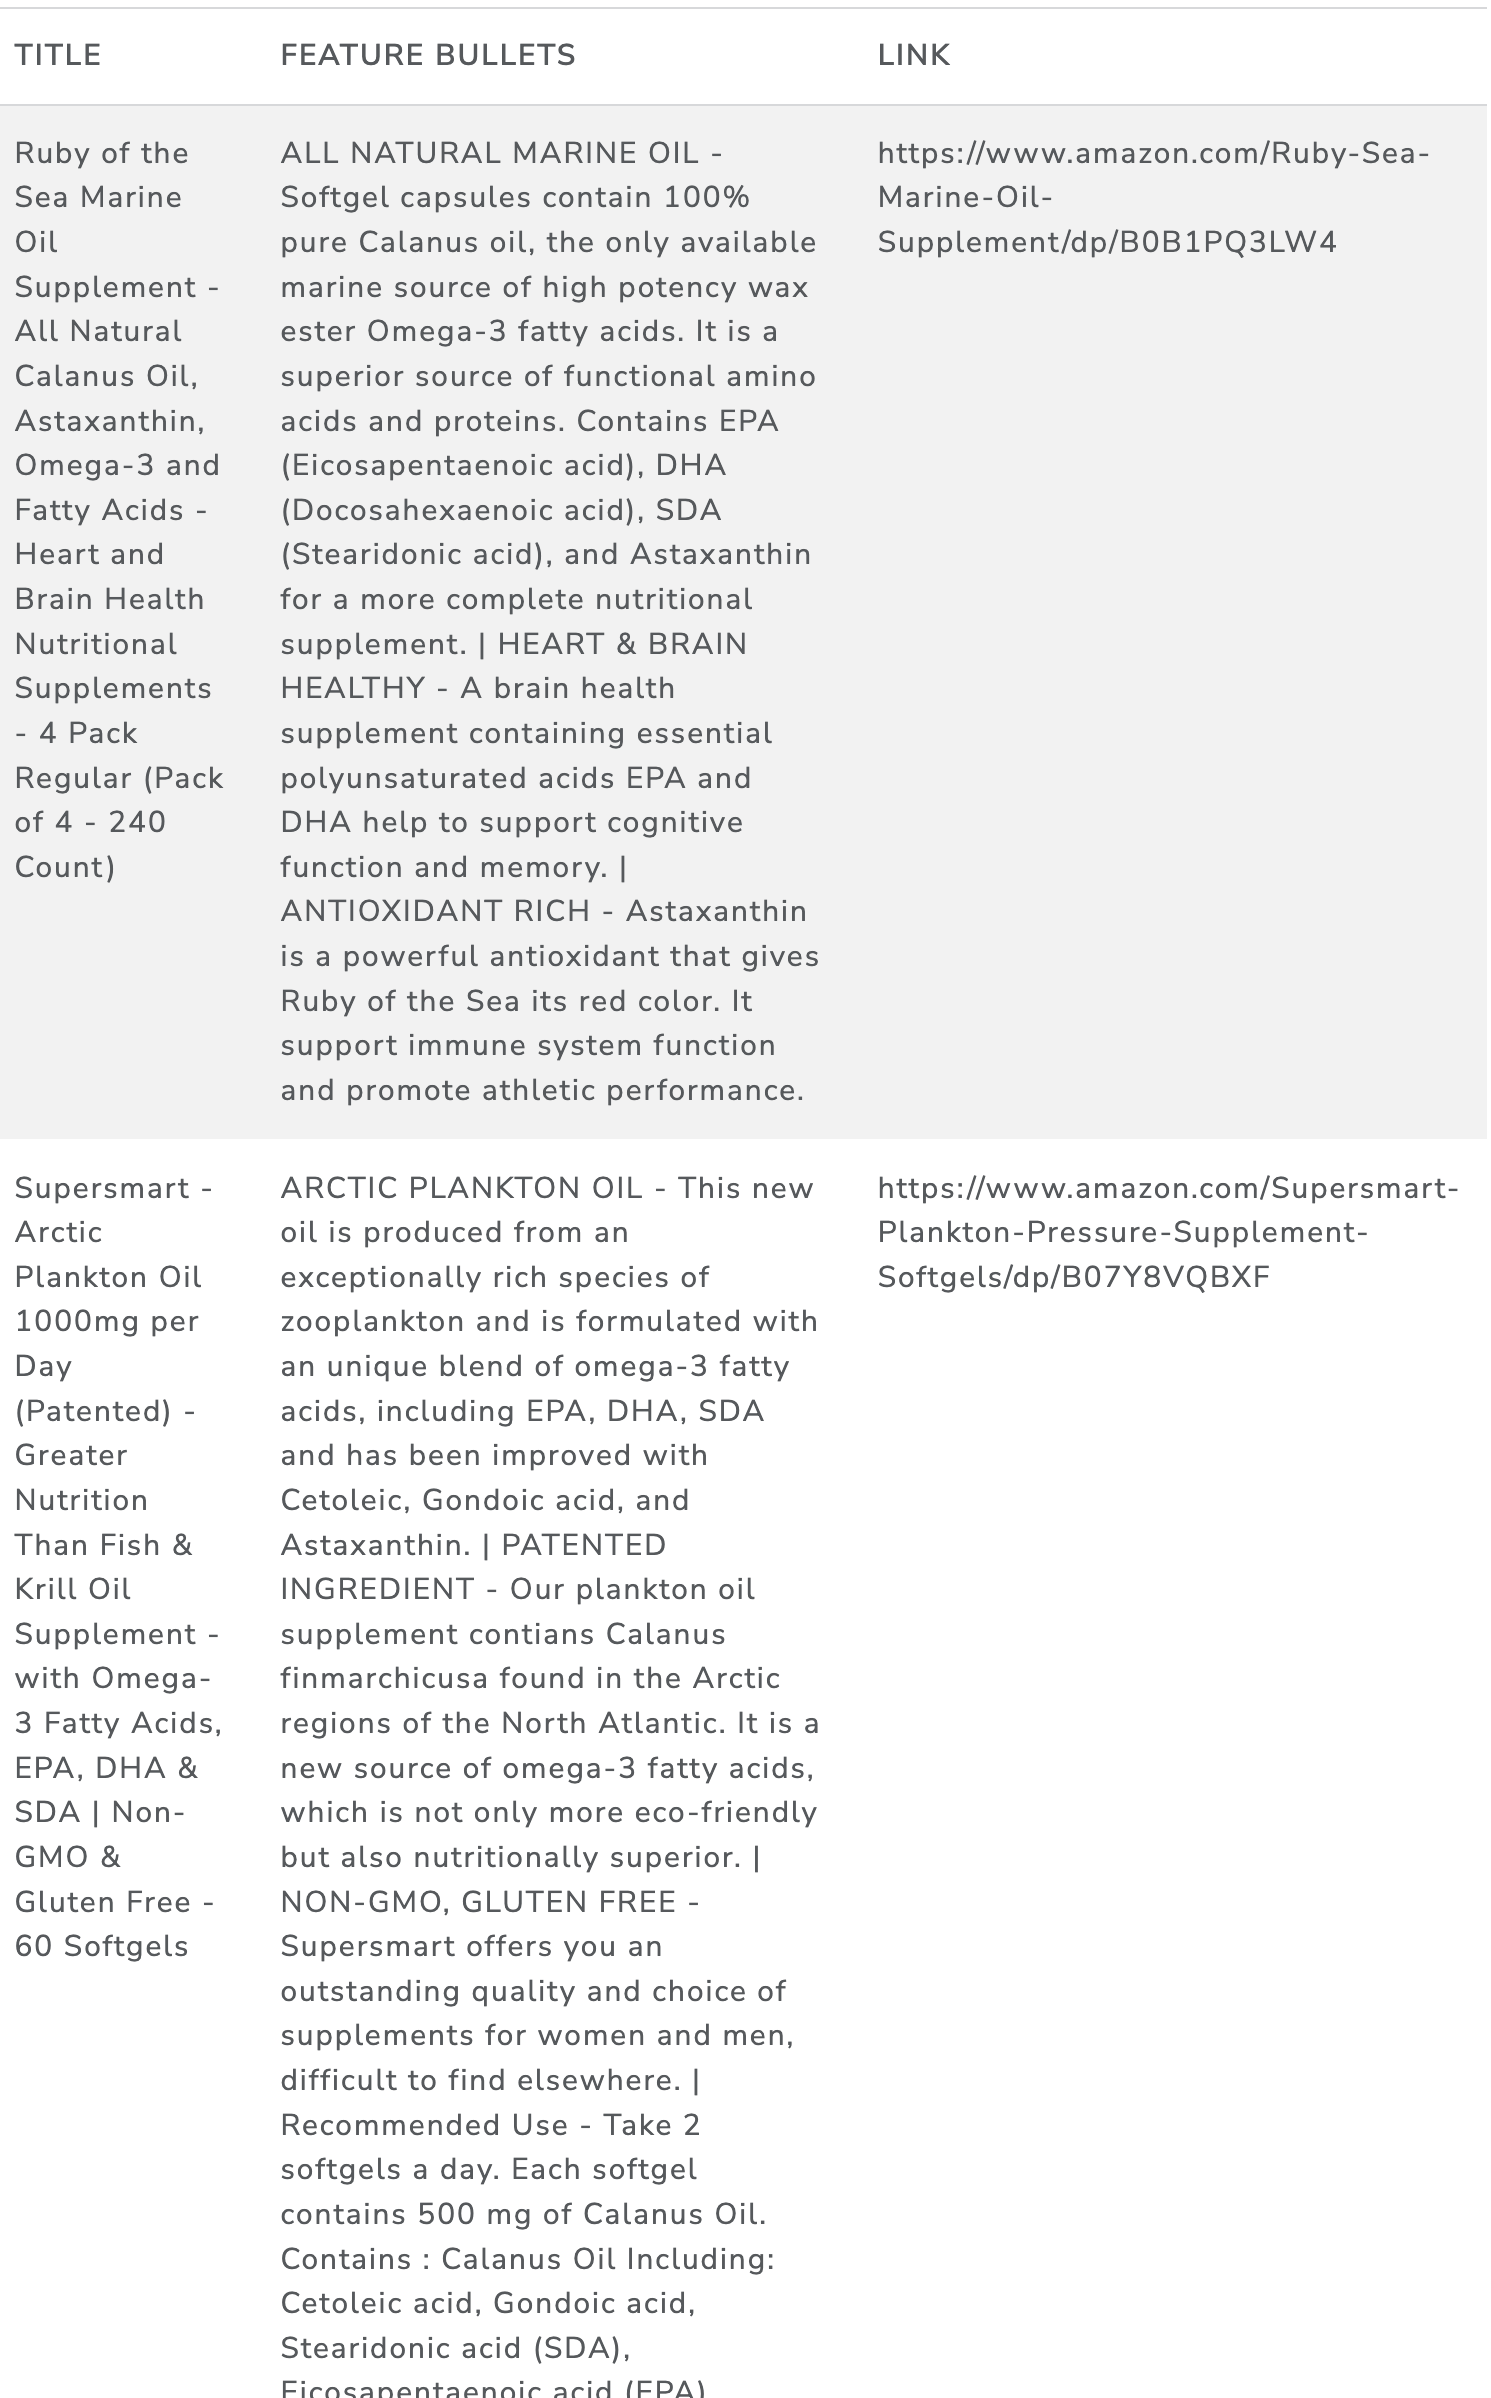 TITLE
FEATURE BULLETS
LINK
Ruby of the
Sea Marine
Oil
Supplement -
All Natural
Calanus Oil,
Astaxanthin,
Omega-3 and
Fatty Acids -
Heart and
Brain Health
Nutritional
Supplements
- 4 Pack
Regular (Pack
of 4 - 240
Count)
ALL NATURAL MARINE OIL -
Softgel capsules contain 100%
pure Calanus oil, the only available
marine source of high potency wax
ester Omega-3 fatty acids. It is a
superior source of functional amino
acids and proteins. Contains EPA
(Eicosapentaenoic acid), DHA
(Docosahexaenoic acid), SDA
(Stearidonic acid), and Astaxanthin
for a more complete nutritional
supplement. | HEART & BRAIN
HEALTHY - A brain health
supplement containing essential
polyunsaturated acids EPA and
DHA help to support cognitive
function and memory. |
ANTIOXIDANT RICH - Astaxanthin
is a powerful antioxidant that gives
Ruby of the Sea its red color. It
support immune system function
and promote athletic performance.
https://www.amazon.com/Ruby-Sea-
Marine-Oil-
Supplement/dp/B0B1PQ3LW4
Supersmart -
Arctic
Plankton Oil
1000mg per
Day
(Patented) -
Greater
Nutrition
Than Fish &
Krill Oil
Supplement -
with Omega-
3 Fatty Acids,
EPA, DHA &
SDA | Non-
GMO &
Gluten Free -
60 Softgels
ARCTIC PLANKTON OIL - This new
oil is produced from an
exceptionally rich species of
zooplankton and is formulated with
an unique blend of omega-3 fatty
acids, including EPA, DHA, SDA
and has been improved with
Cetoleic, Gondoic acid, and
Astaxanthin. | PATENTED
INGREDIENT - Our plankton oil
supplement contians Calanus
finmarchicusa found in the Arctic
regions of the North Atlantic. It is a
new source of omega-3 fatty acids,
which is not only more eco-friendly
but also nutritionally superior. |
NON-GMO, GLUTEN FREE -
Supersmart offers you an
outstanding quality and choice of
supplements for women and men,
difficult to find elsewhere. |
Recommended Use - Take 2
softgels a day. Each softgel
contains 500 mg of Calanus Oil.
Contains : Calanus Oil Including:
Cetoleic acid, Gondoic acid,
Stearidonic acid (SDA),
Eicosapentaenoic acid (EPA)
https://www.amazon.com/Supersmart-
Plankton-Pressure-Supplement-
Softgels/dp/B07Y8VQBXF